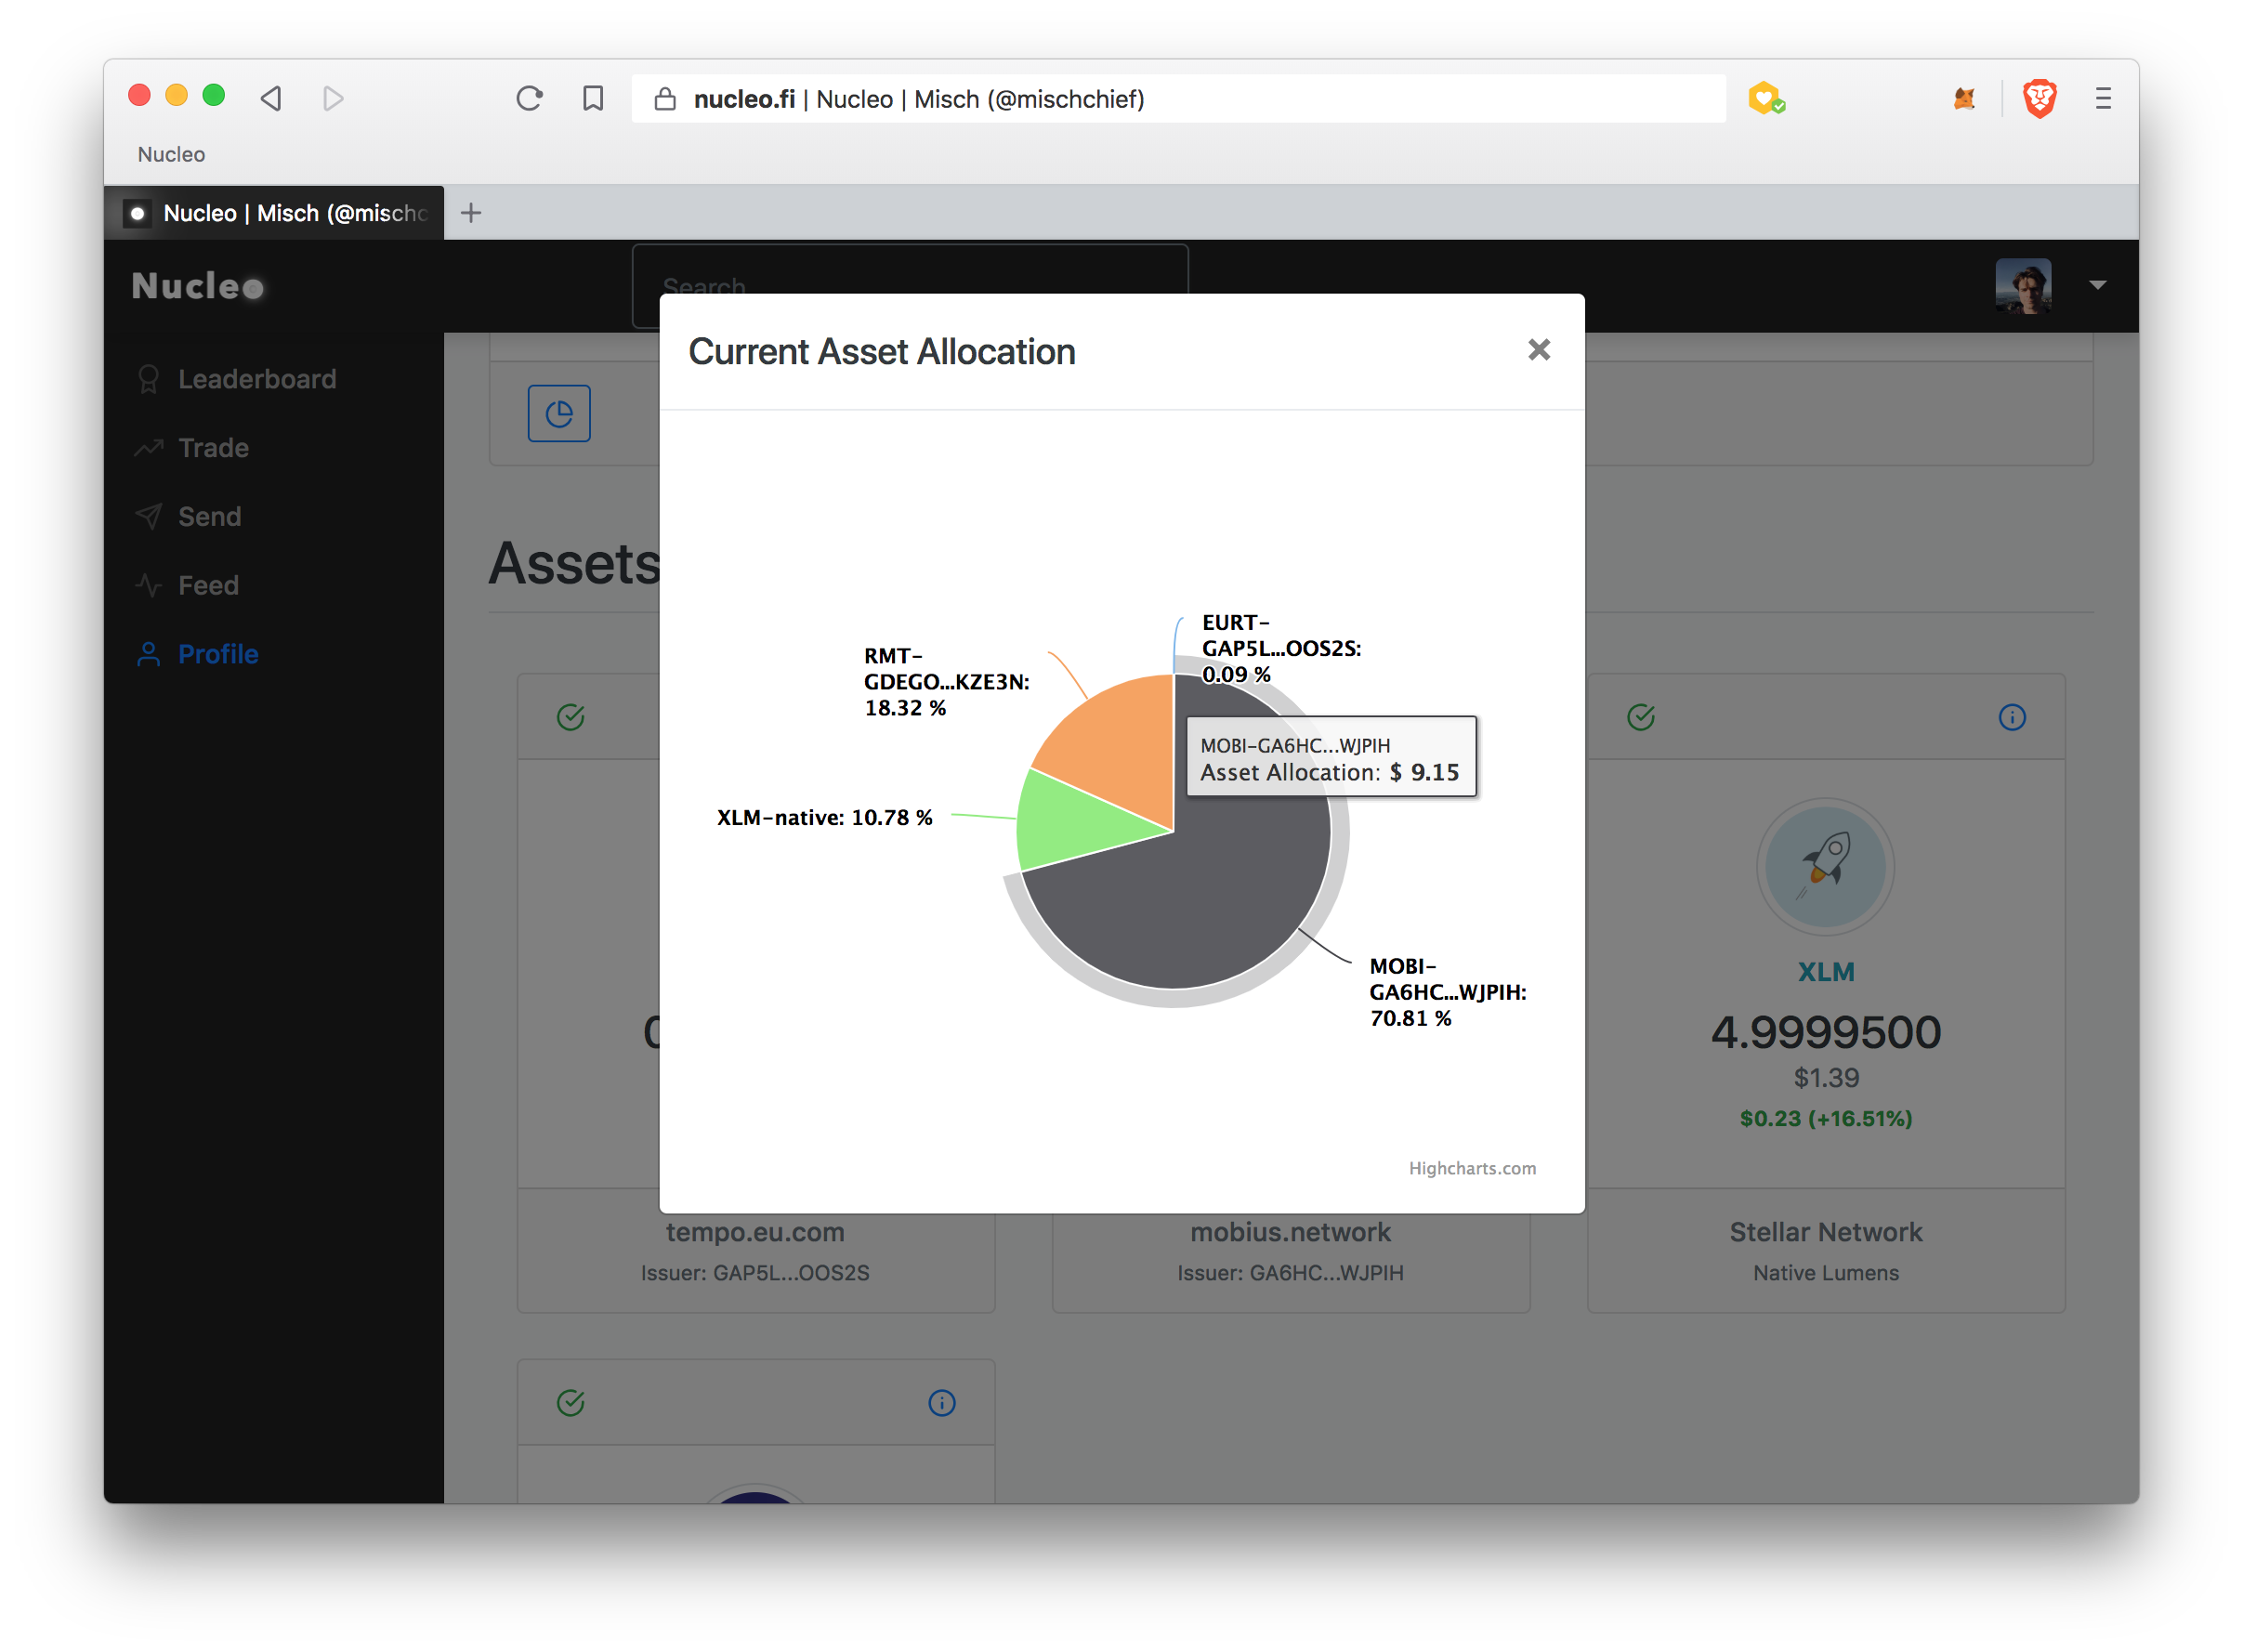 nucleo.fi | Nucleo | Misch (@mischchief)
Nucleo
Nucleo | Misch (@mischc
Nucleo
Search
Leaderboard
Trade
Send
Feed
Profile
Current Asset Allocation
Assets
EURT-
GAP5L...OOS2S:
0.09 %
RMT-
GDEGO...KZE3N:
18.32 %
MOBI-GA6HC...WJPIH
Asset Allocation: $ 9.15
XLM-native: 10.78 %
MOBI-
GA6HC...WJPIH:
70.81 %
Highcharts.com
XLM
4.9999500
$1.39
$0.23 (+16.51%)
tempo.eu.com
Issuer: GAP5L...OOS2S
mobius.network
Issuer: GA6HC...WJPIH
Stellar Network
Native Lumens